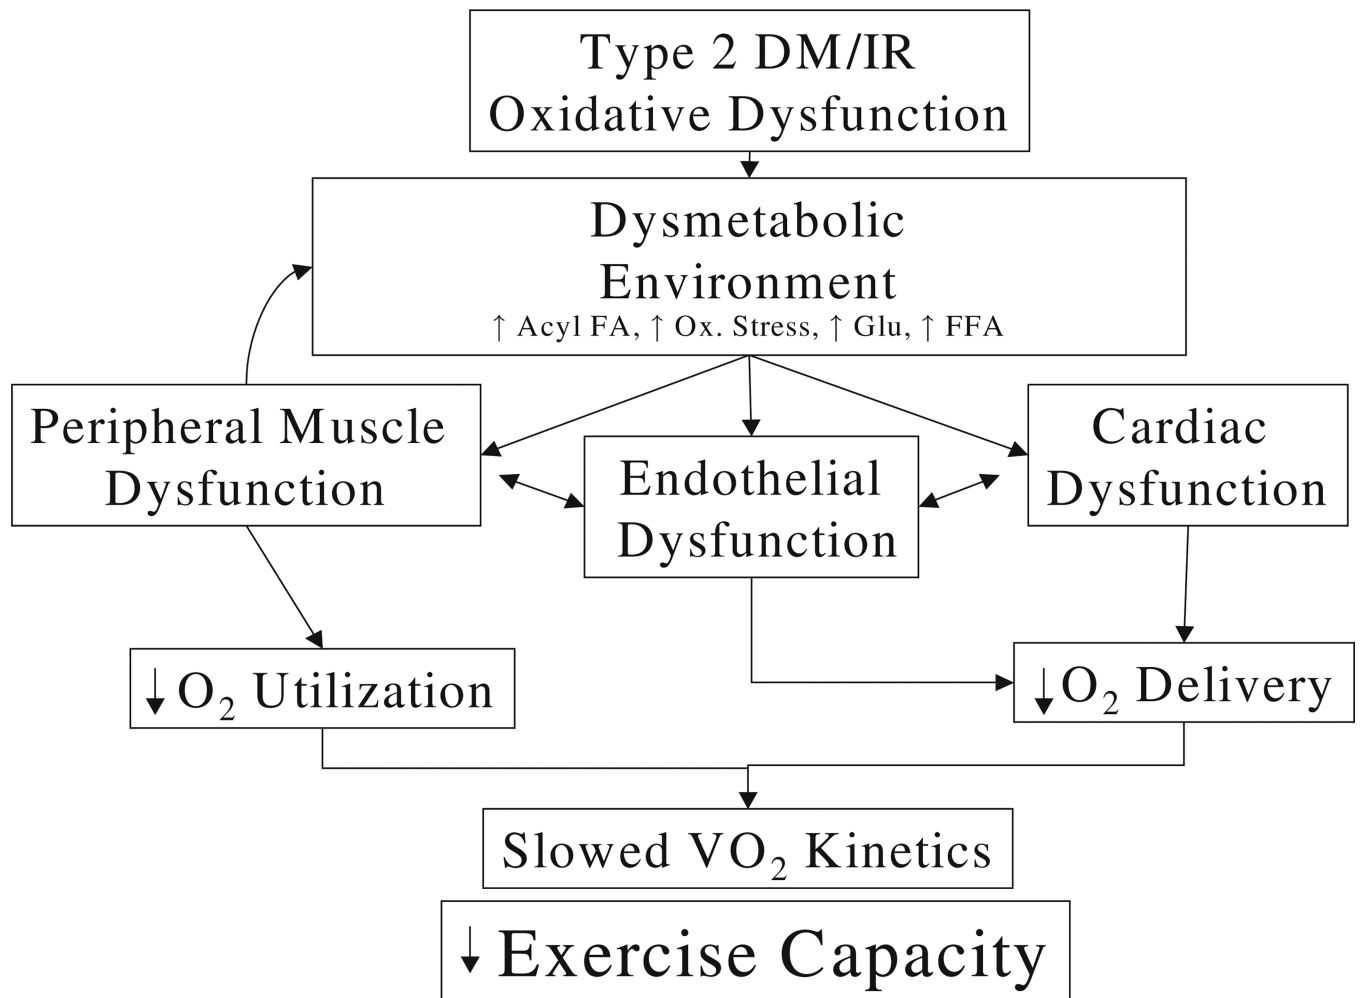 Type 2 DM/IR
Oxidative Dysfunction
Dysmetabolic
Environment
↑ Acyl FA, ↑ Ox. Stress, ↑ Glu, ↑ FFA
Peripheral Muscle
Dysfunction
Endothelial
Dysfunction
Cardiac
Dysfunction
↓ O₂ Utilization
↓ O₂ Delivery
Slowed VO₂ Kinetics
↓ Exercise Capacity